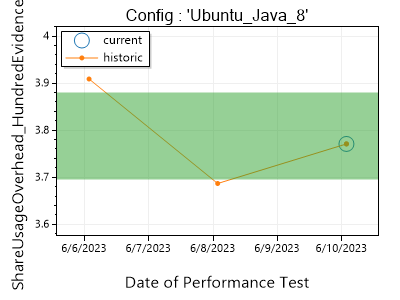 Config : 'Ubuntu_Java_8'
current
historic
4
3.9
3.8
3.7
3.6
ShareUsageOverhead_HundredEvidence
6/6/2023
6/7/2023
6/8/2023
6/9/2023
6/10/2023
Date of Performance Test